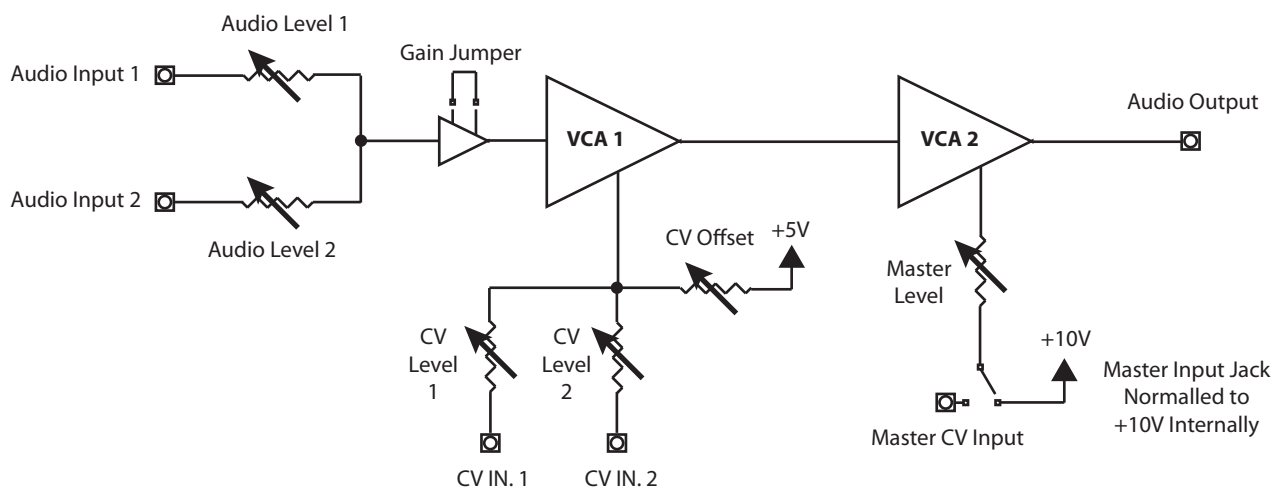 Audio Level 1
Gain Jumper
Audio Input 1
VCA 1
VCA 2
Audio Output
Audio Input 2
Audio Level 2
CV Offset
+5V
Master
Level
CV
Level
1
CV
Level
2
+10V
Master Input Jack
Normalled to
+10V Internally
Master CV Input
CV IN. 1
CV IN. 2